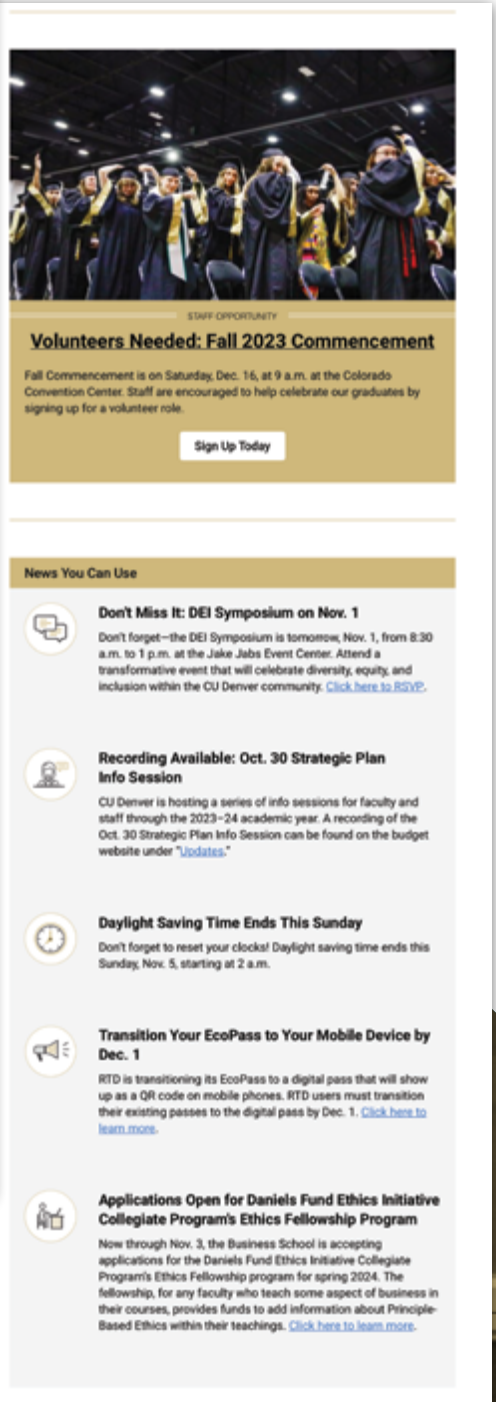 STAFF OPPORTUNITY
Volunteers Needed: Fall 2023 Commencement
Fall Commencement is on Saturday, Dec. 16, at 9 a.m. at the Colorado
Convention Center. Staff are encouraged to help celebrate our graduates by
signing up for a volunteer role.
Sign Up Today
News You Can Use
Don't Miss It: DEI Symposium on Nov. 1
Don't forget—the DEI Symposium is tomorrow, Nov. 1, from 8:30
a.m. to 1 p.m. at the Jake Jabs Event Center. Attend a
transformative event that will celebrate diversity, equity, and
inclusion within the CU Denver community. Click here to RSVP.
Recording Available: Oct. 30 Strategic Plan
Info Session
CU Denver is hosting a series of info sessions for faculty and
staff through the 2023–24 academic year. A recording of the
Oct. 30 Strategic Plan Info Session can be found on the budget
website under "Updates."
Daylight Saving Time Ends This Sunday
Don't forget to reset your clocks! Daylight saving time ends this
Sunday, Nov. 5, starting at 2 a.m.
Transition Your EcoPass to Your Mobile Device by
Dec. 1
RTD is transitioning its EcoPass to a digital pass that will show
up as a QR code on mobile phones. RTD users must transition
their existing passes to the digital pass by Dec. 1. Click here to
learn more.
Applications Open for Daniels Fund Ethics Initiative
Collegiate Program's Ethics Fellowship Program
Now through Nov. 3, the Business School is accepting
applications for the Daniels Fund Ethics Initiative Collegiate
Program's Ethics Fellowship program for spring 2024. The
fellowship, for any faculty who teach some aspect of business in
their courses, provides funds to add information about Principle-
Based Ethics within their teachings. Click here to learn more.